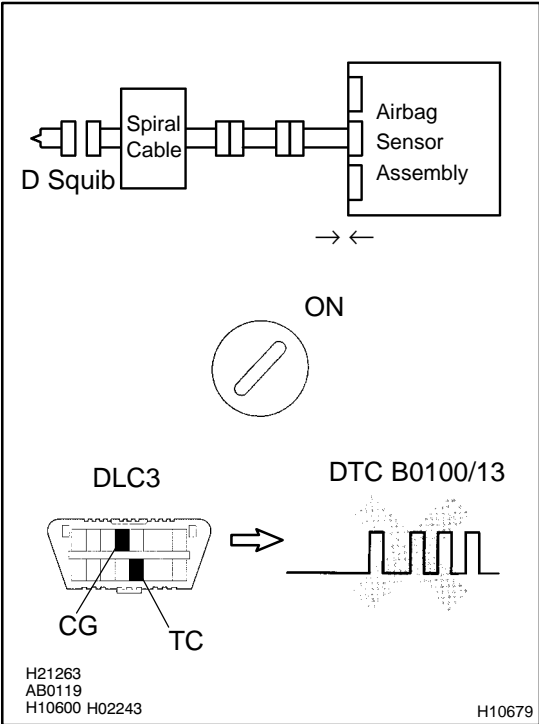 Spiral
Cable
D Squib
Airbag
Sensor
Assembly
ON
DLC3
DTC B0100/13
CG
TC
H21263
AB0119
H10600 H02243
H10679